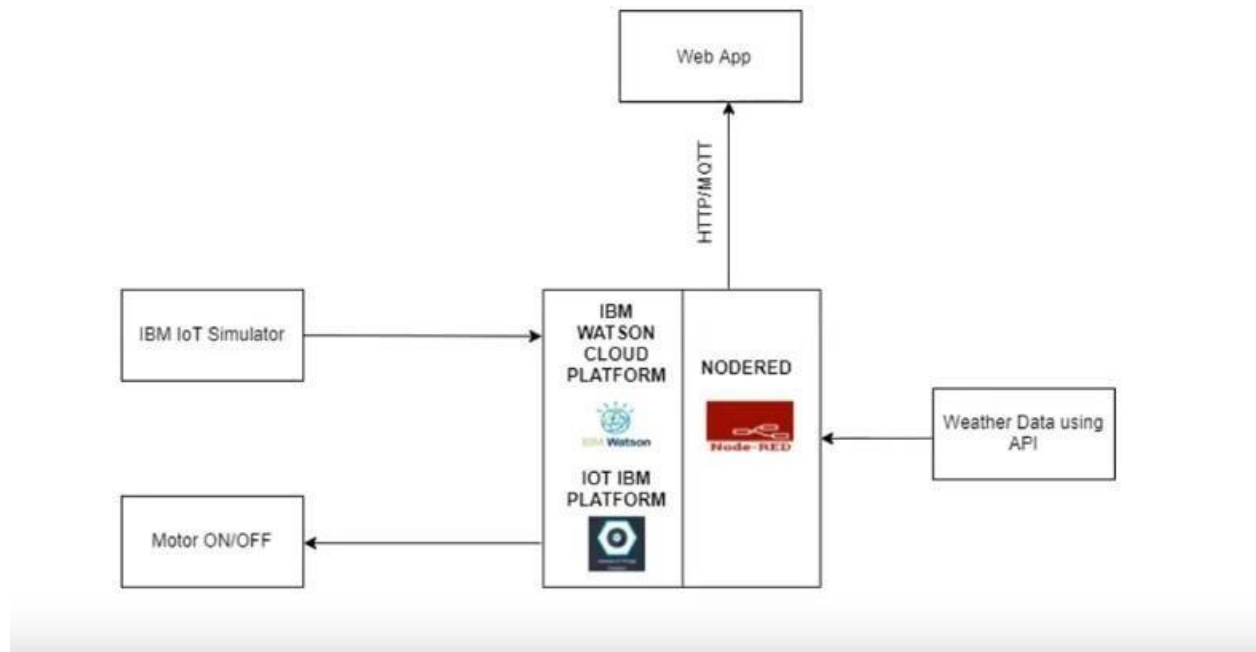 Web App
HTTP/MQTT
IBM IoT Simulator
IBM
WATSON
CLOUD
PLATFORM
IBM Watson
IOT IBM
PLATFORM
NODERED
Node-RED
Weather Data using
API
Motor ON/OFF